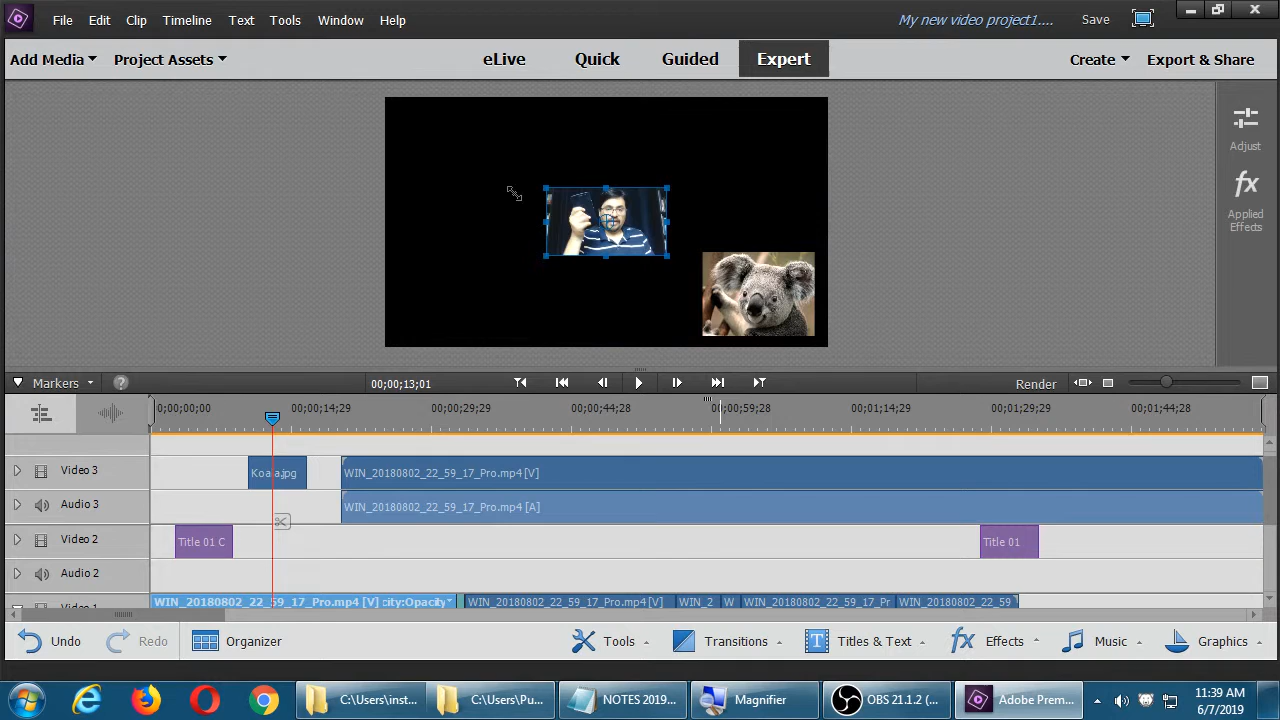 File Edit Clip Timeline Text Tools Window Help
My new video project1.... Save
Add Media Project Assets
eLive Quick Guided Expert
Create Export & Share
Adjust
fx
Applied
Effects
Markers ? 00;00;13;01 Render
0;00;00;00 00;00;14;29 00;00;29;29 00;00;44;28 00;00;59;28 00;01;14;29 00;01;29;29 00;01;44;28
Video 3 WIN_20180802_22_59_17_Pro.mp4 [V]
Audio 3 WIN_20180802_22_59_17_Pro.mp4 [A]
Video 2 Title 01 C Title 01
Audio 2
Video 1 WIN_20180802_22_59_17_Pro.mp4 [V] city:Opacity WIN_20180802_22_59_17_Pro.mp4 [V] WIN_2 W WIN_20180802_22_59_17_Pr WIN_20180802_22_59
Undo Redo Organizer Tools Transitions T Titles & Text fx Effects Music Graphics
C:\Users\inst... C:\Users\Pu... NOTES 2019... Magnifier OBS 21.1.2 (... Adobe Prem...
11:39 AM
6/7/2019